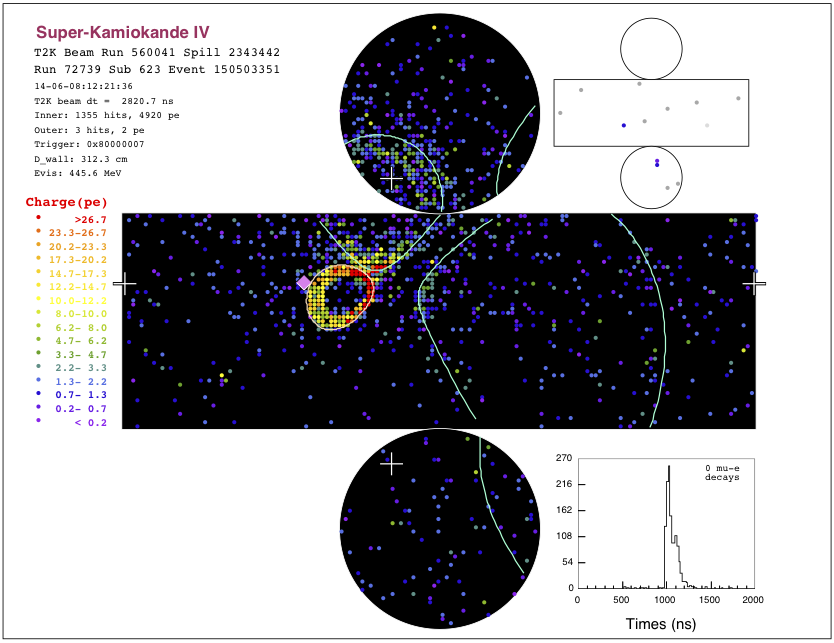 Super-Kamiokande IV
T2K Beam Run 560041 Spill 2343442
Run 72739 Sub 623 Event 150503351
14-06-08:12:21:36
T2K beam dt = 2820.7 ns
Inner: 1355 hits, 4920 pe
Outer: 3 hits, 2 pe
Trigger: 0x80000007
D_wall: 312.3 cm
Evis: 445.6 MeV
Charge(pe)
>26.7
23.3-26.7
20.2-23.3
17.3-20.2
14.7-17.3
12.2-14.7
10.0-12.2
8.0-10.0
6.2- 8.0
4.7- 6.2
3.3- 4.7
2.2- 3.3
1.3- 2.2
0.7- 1.3
0.2- 0.7
< 0.2
0 mu-e
decays
270
216
162
108
54
0
0 500 1000 1500 2000
Times (ns)